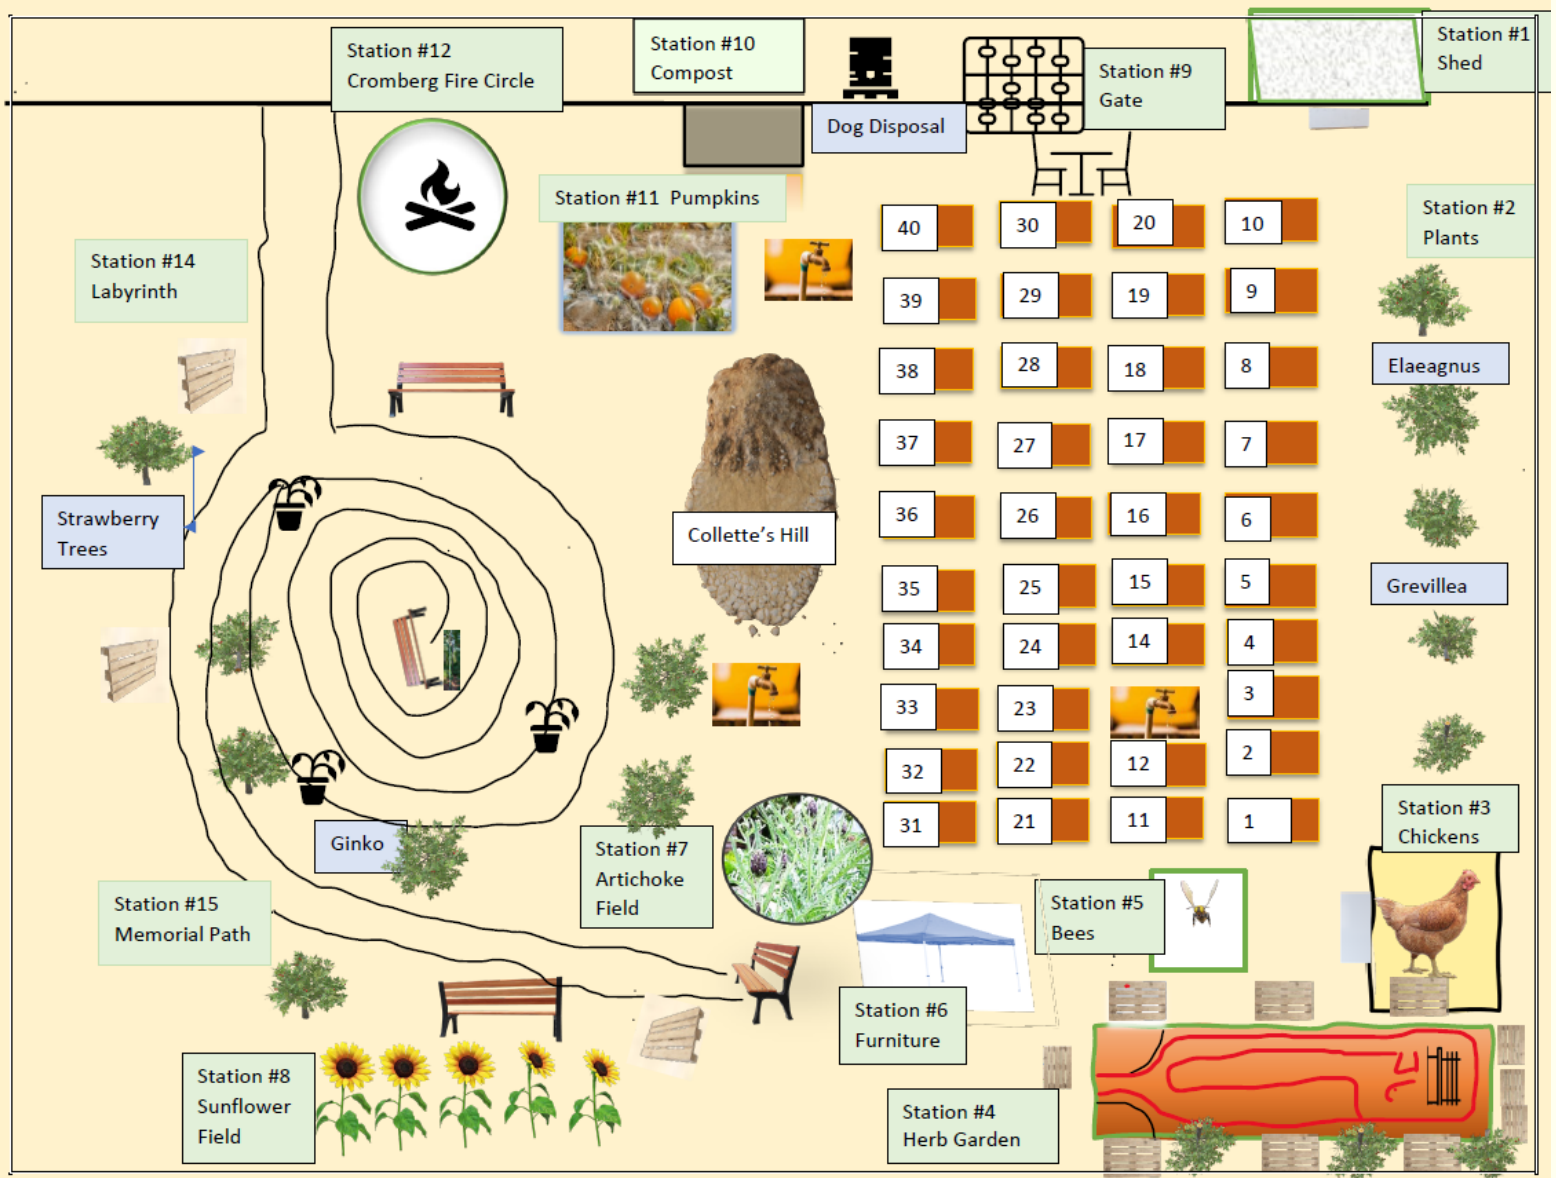 Station #12
Cromberg Fire Circle
Station #10
Compost
Dog Disposal
Station #9
Gate
Station #1
Shed
Station #11  Pumpkins
Station #2
Plants
Station #14
Labyrinth
40
30
20
10
39
29
19
9
38
28
18
8
37
27
17
7
36
26
16
6
35
25
15
5
34
24
14
4
33
23
3
32
22
12
2
31
21
11
1
Elaeagnus
Grevillea
Strawberry
Trees
Collette's Hill
Ginko
Station #7
Artichoke
Field
Station #3
Chickens
Station #15
Memorial Path
Station #5
Bees
Station #6
Furniture
Station #8
Sunflower
Field
Station #4
Herb Garden